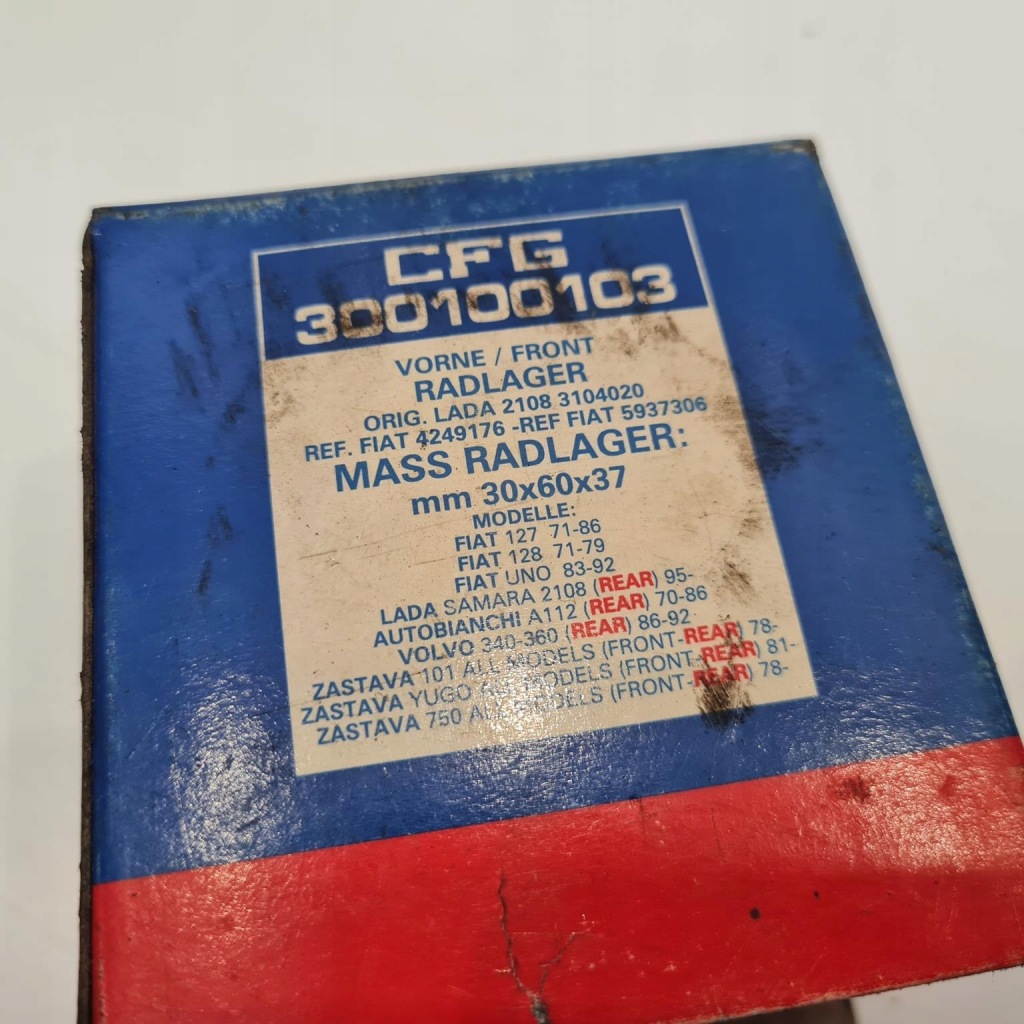 CFG
300100103
VORNE / FRONT
RADLAGER
ORIG. LADA 2108 3104020
REF. FIAT 4249176 -REF FIAT 5937306
MASS RADLAGER:
mm 30x60x37
MODELLE:
FIAT 127 71-86
FIAT 128 71-79
FIAT UNO 83-92
LADA SAMARA 2108 (REAR) 95-
AUTOBIANCHI A112 (REAR) 70-86
VOLVO 340-360 (REAR) 86-92
ZASTAVA 101 ALL MODELS (FRONT-REAR) 78-
ZASTAVA YUGO ALL MODELS (FRONT-REAR) 81-
ZASTAVA 750 ALL MODELS (FRONT-REAR) 78-